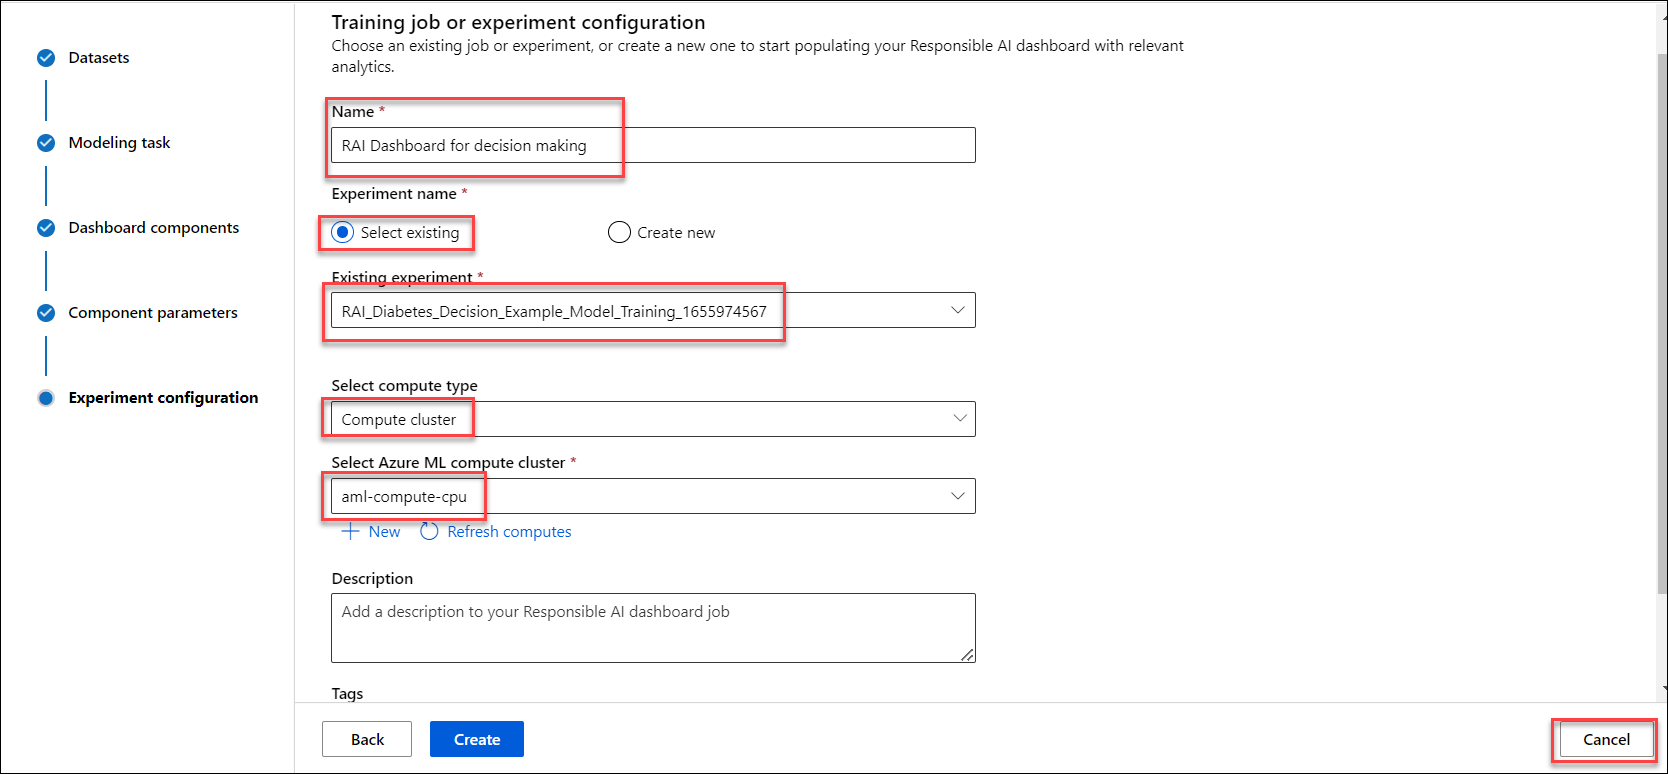 Datasets
Modeling task
Dashboard components
Component parameters
Experiment configuration
Training job or experiment configuration
Choose an existing job or experiment, or create a new one to start populating your Responsible AI dashboard with relevant
analytics.
Name *
RAI Dashboard for decision making
Experiment name *
Select existing
Create new
Existing experiment *
RAI_Diabetes_Decision_Example_Model_Training_1655974567
Select compute type
Compute cluster
Select Azure ML compute cluster *
aml-compute-cpu
New
Refresh computes
Description
Add a description to your Responsible AI dashboard job
Tags
Back
Create
Cancel